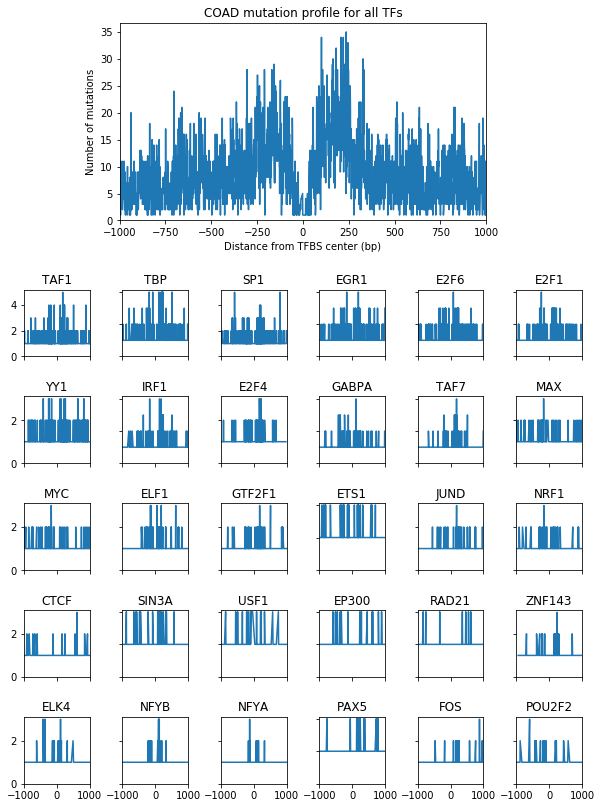 COAD mutation profile for all TFs
35
30
25
20
15
10
5
0
Number of mutations
−1000 −750 −500 −250 0 250 500 750 1000
Distance from TFBS center (bp)
TAF1 TBP SP1 EGR1 E2F6 E2F1
4
2
0
YY1 IRF1 E2F4 GABPA TAF7 MAX
2
0
MYC ELF1 GTF2F1 ETS1 JUND NRF1
2
0
CTCF SIN3A USF1 EP300 RAD21 ZNF143
2
0
ELK4 NFYB NFYA PAX5 FOS POU2F2
2
0
−1000 0 1000 −1000 0 1000 −1000 0 1000 −1000 0 1000 −1000 0 1000 −1000 0 1000